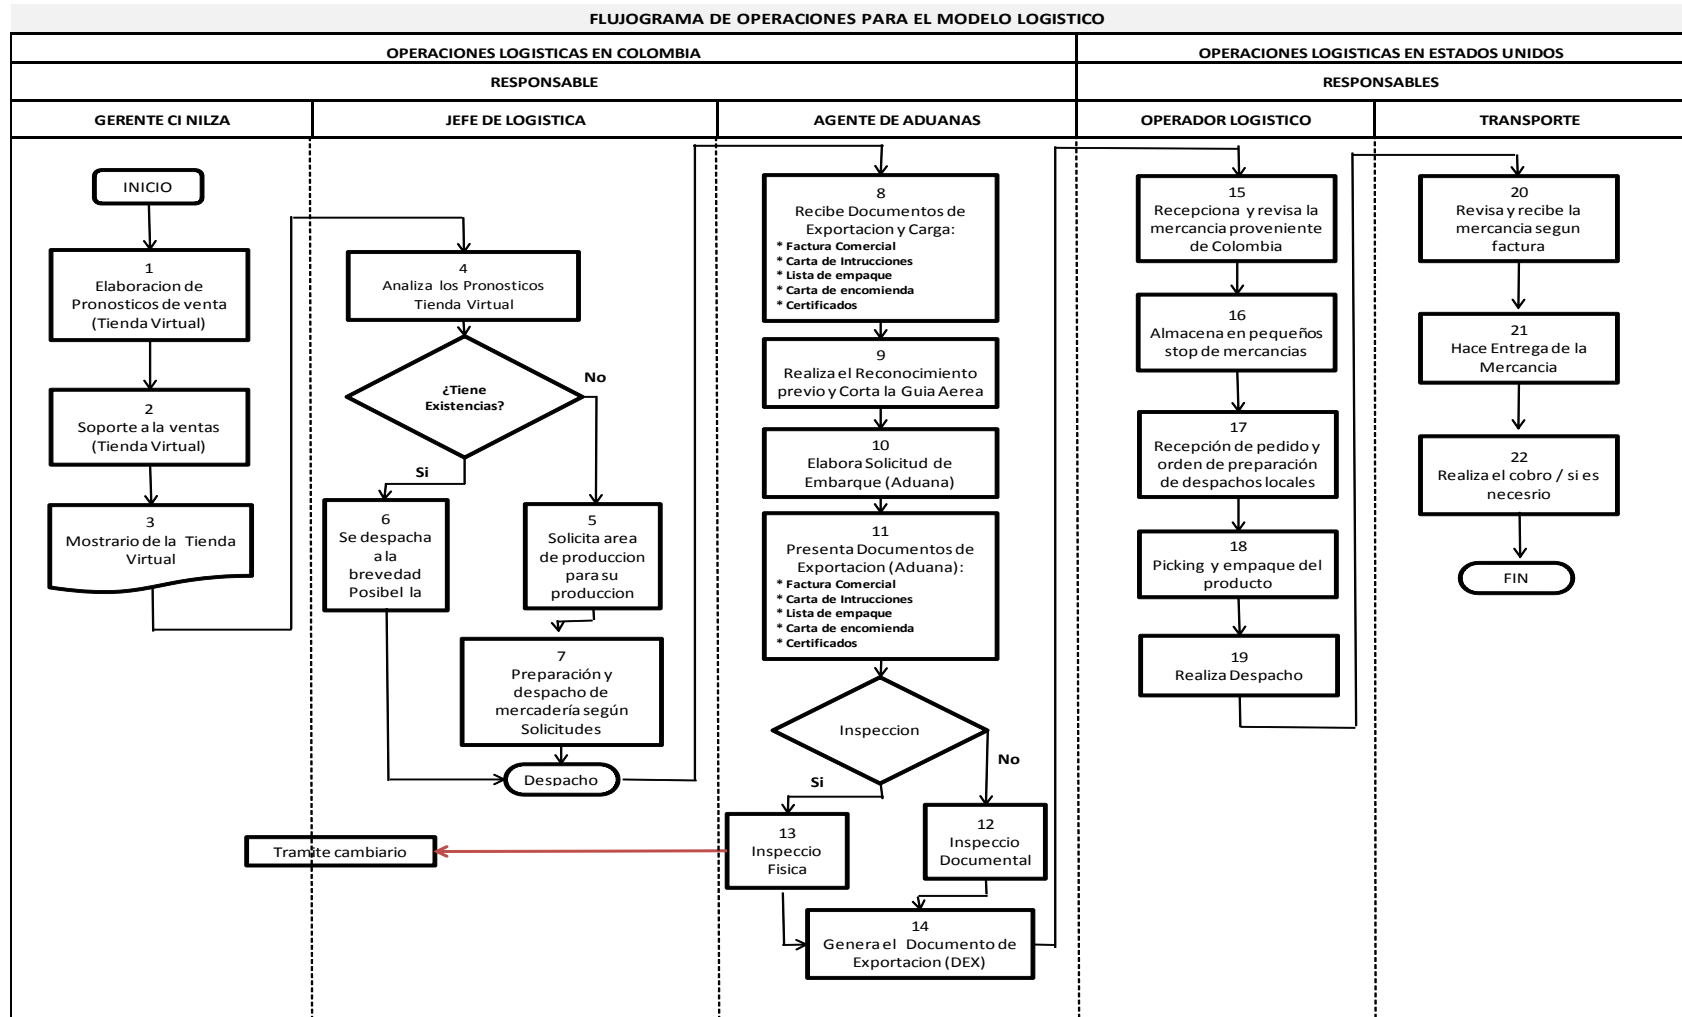 FLUJOGRAMA DE OPERACIONES PARA EL MODELO LOGISTICO
OPERACIONES LOGISTICAS EN COLOMBIA
OPERACIONES LOGISTICAS EN ESTADOS UNIDOS
RESPONSABLE
RESPONSABLES
GERENTE CI NILZA
JEFE DE LOGISTICA
AGENTE DE ADUANAS
OPERADOR LOGISTICO
TRANSPORTE
INICIO
1
Elaboracion de
Pronosticos de venta
(Tienda Virtual)
2
Soporte a la ventas
(Tienda Virtual)
3
Mostrario de la Tienda
Virtual
4
Analiza los Pronosticos
Tienda Virtual
¿Tiene
Existencias?
No
Si
6
Se despacha
a la
brevedad
Posibel la
5
Solicita area
de produccion
para su
produccion
7
Preparación y
despacho de
mercadería según
Solicitudes
Despacho
Tramite cambiario
8
Recibe Documentos de
Exportacion y Carga:
* Factura Comercial
* Carta de Intrucciones
* Lista de empaque
* Carta de encomienda
* Certificados
9
Realiza el Reconocimiento
previo y Corta la Guia Aerea
10
Elabora Solicitud de
Embarque (Aduana)
11
Presenta Documentos de
Exportacion (Aduana):
* Factura Comercial
* Carta de Intrucciones
* Lista de empaque
* Carta de encomienda
* Certificados
Inspeccion
No
Si
13
Inspeccio
Fisica
12
Inspeccio
Documental
14
Genera el Documento de
Exportacion (DEX)
15
Recepciona y revisa la
mercancia proveniente
de Colombia
16
Almacena en pequeños
stop de mercancias
17
Recepción de pedido y
orden de preparación
de despachos locales
18
Picking y empaque del
producto
19
Realiza Despacho
20
Revisa y recibe la
mercancia segun
factura
21
Hace Entrega de la
Mercancia
22
Realiza el cobro / si es
necesrio
FIN